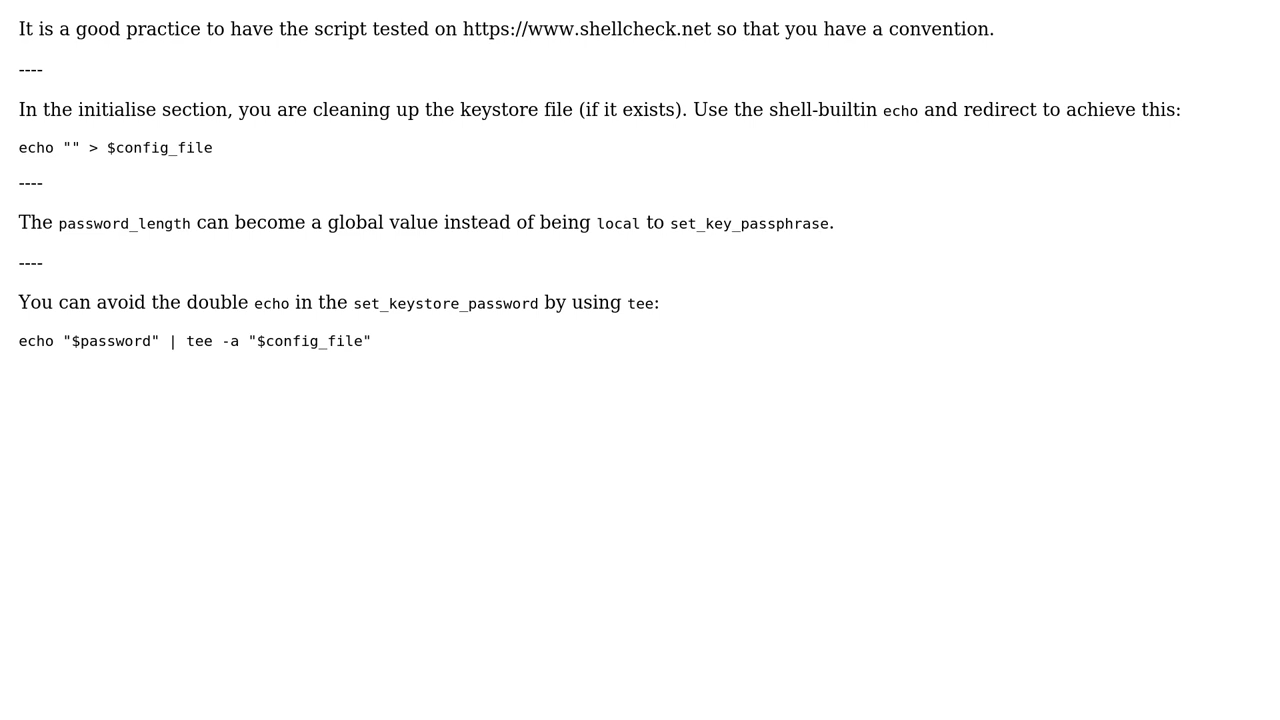 It is a good practice to have the script tested on https://www.shellcheck.net so that you have a convention.
----
In the initialise section, you are cleaning up the keystore file (if it exists). Use the shell-builtin echo and redirect to achieve this:
echo "" > $config_file
----
The password_length can become a global value instead of being local to set_key_passphrase.
----
You can avoid the double echo in the set_keystore_password by using tee:
echo "$password" | tee -a "$config_file"